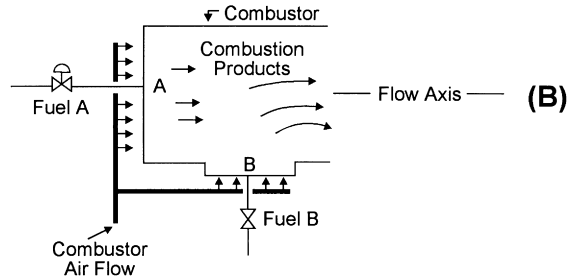 Combustor
Combustion
Products
A
Fuel A
Flow Axis
(B)
B
Fuel B
Combustor
Air Flow